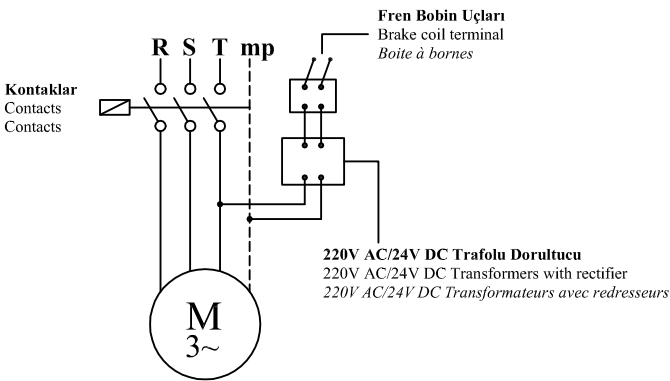 Fren Bobin Uçları
Brake coil terminal
Boite à bornes
R S T mp
Kontaklar
Contacts
Contacts
220V AC/24V DC Trafolu Dorultucu
220V AC/24V DC Transformers with rectifier
220V AC/24V DC Transformateurs avec redresseurs
M
3~